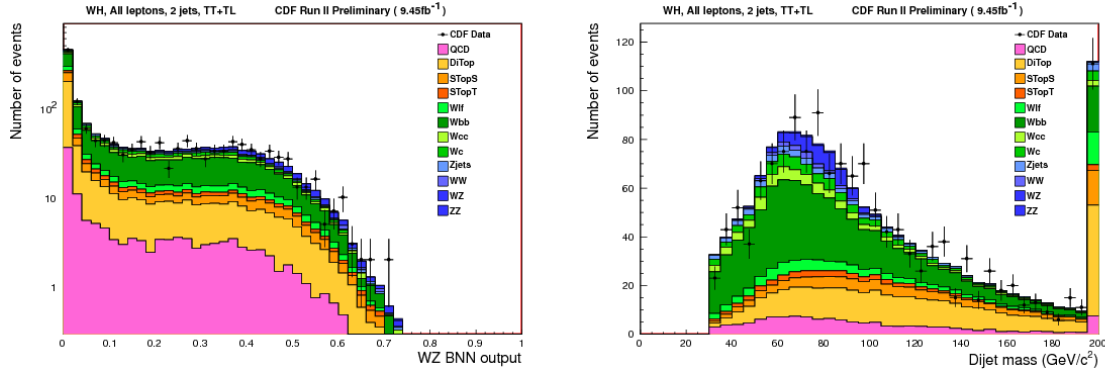 WH, All leptons, 2 jets, TT+TL CDF Run II Preliminary ( 9.45fb⁻¹)
Number of events
10²
10
1
CDF Data
QCD
DiTop
STopS
STopT
Wlf
Wbb
Wcc
Wc
Zjets
WW
WZ
ZZ
0 0.1 0.2 0.3 0.4 0.5 0.6 0.7 0.8 0.9 1
WZ BNN output
WH, All leptons, 2 jets, TT+TL CDF Run II Preliminary ( 9.45fb⁻¹)
Number of events
120
100
80
60
40
20
0
CDF Data
QCD
DiTop
STopS
STopT
Wlf
Wbb
Wcc
Wc
Zjets
WW
WZ
ZZ
0 20 40 60 80 100 120 140 160 180 200
Dijet mass (GeV/c²)